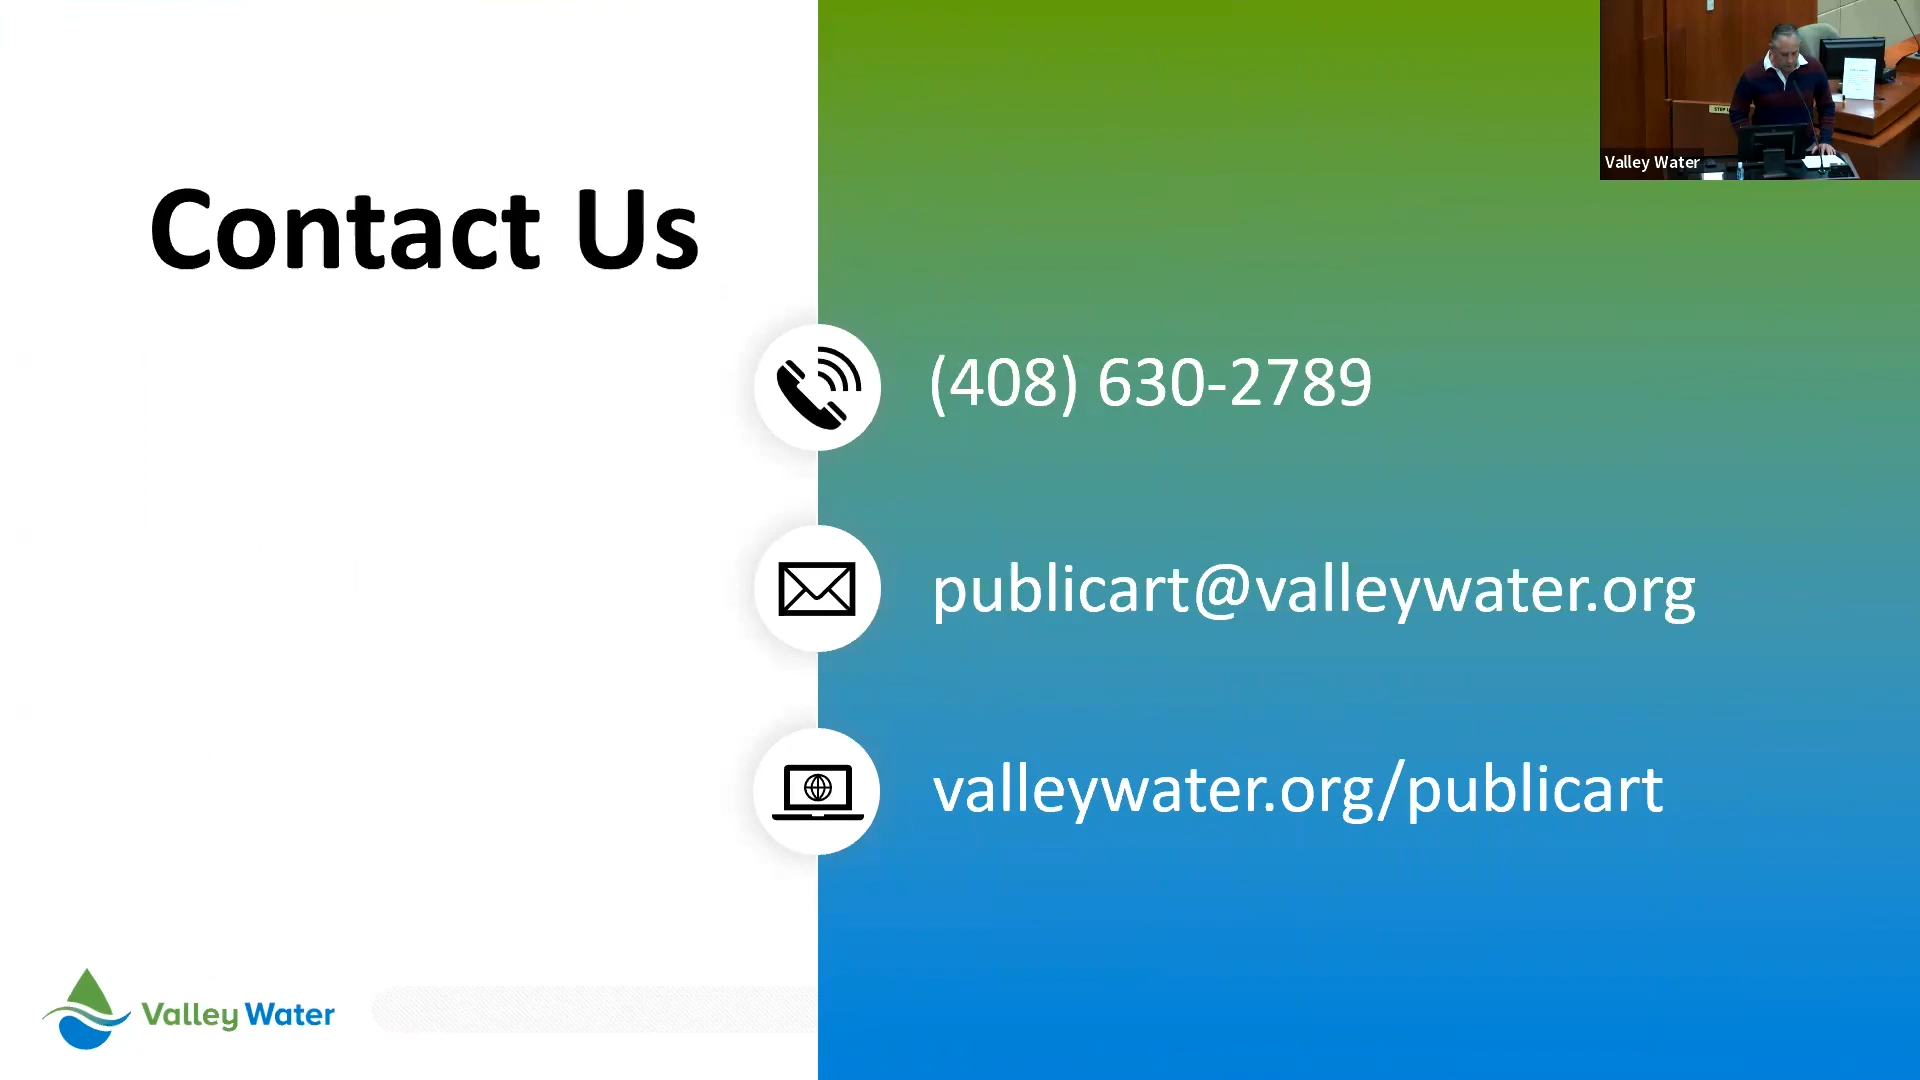 Contact Us
(408) 630-2789
publicart@valleywater.org
valleywater.org/publicart
Valley Water
Valley Water